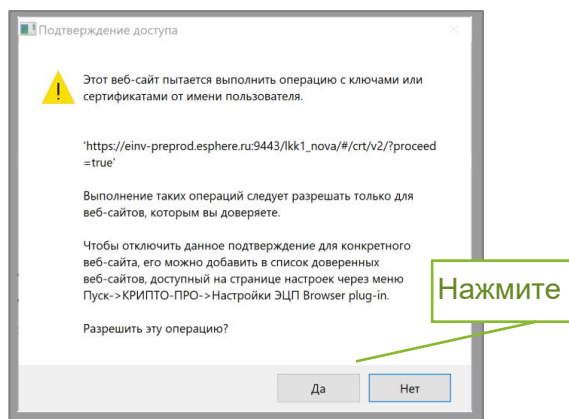 Подтверждение доступа
Этот веб-сайт пытается выполнить операцию с ключами или
сертификатами от имени пользователя.
'https://einv-preprod.esphere.ru:9443/lkk1_nova/#/crt/v2/?proceed
=true'
Выполнение таких операций следует разрешать только для
веб-сайтов, которым вы доверяете.
Чтобы отключить данное подтверждение для конкретного
веб-сайта, его можно добавить в список доверенных
веб-сайтов, доступный на странице настроек через меню
Пуск->КРИПТО-ПРО->Настройки ЭЦП Browser plug-in.
Нажмите
Разрешить эту операцию?
Да Нет